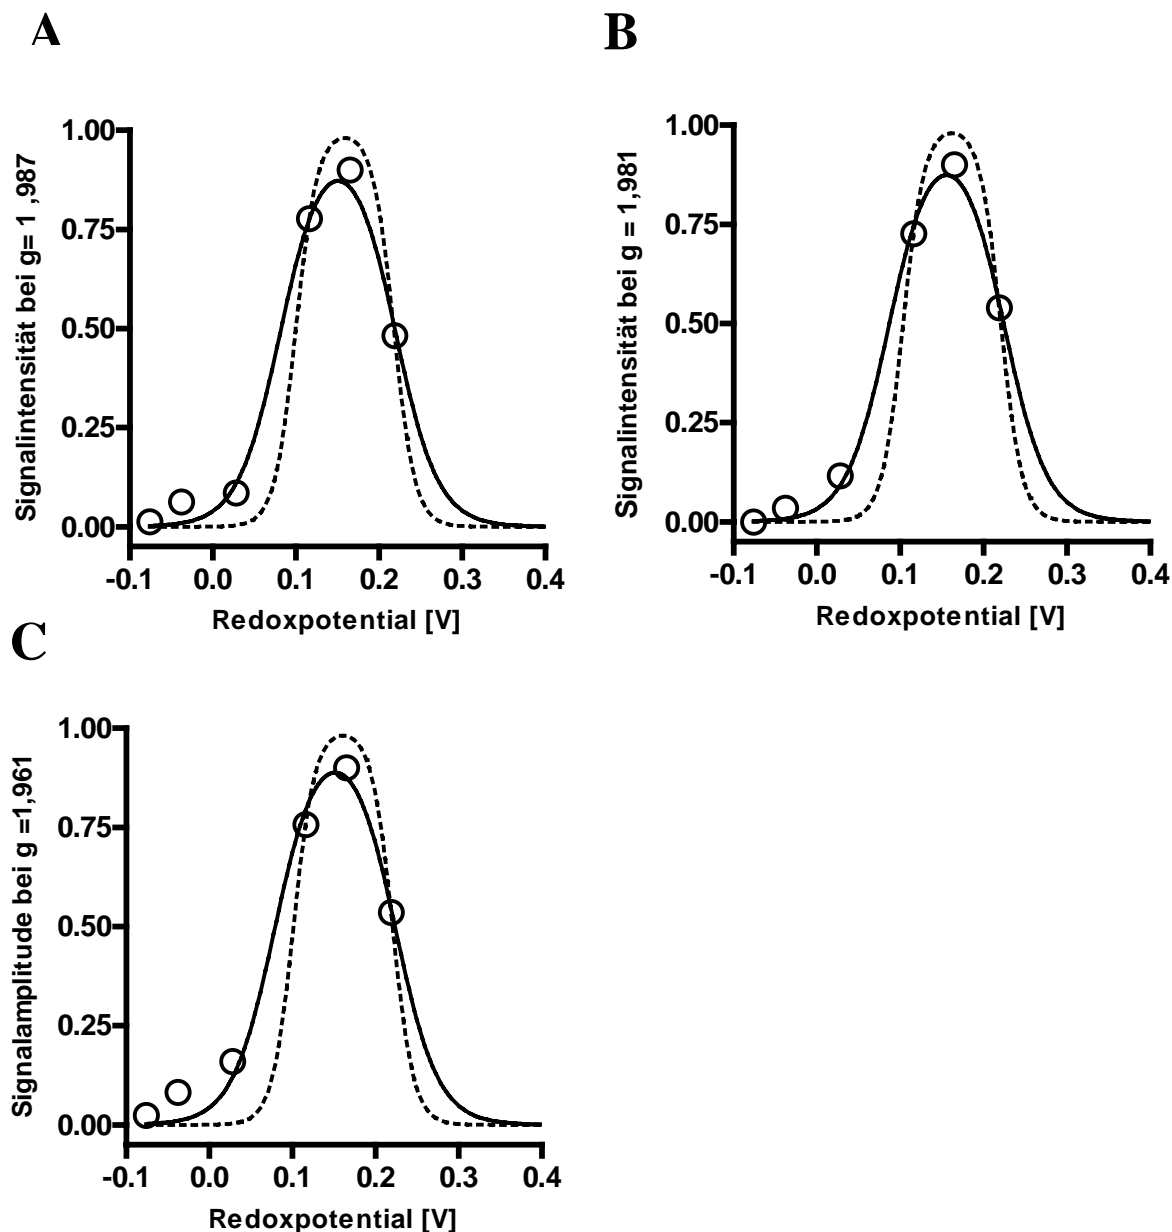 A
B
1.00
0.75
0.50
0.25
0.00
Signalintensität bei g= 1 ,987
-0.1 0.0 0.1 0.2 0.3 0.4
Redoxpotential [V]
1.00
0.75
0.50
0.25
0.00
Signalintensität bei g = 1,981
-0.1 0.0 0.1 0.2 0.3 0.4
Redoxpotential [V]
C
1.00
0.75
0.50
0.25
0.00
Signalamplitude bei g =1,961
-0.1 0.0 0.1 0.2 0.3 0.4
Redoxpotential [V]